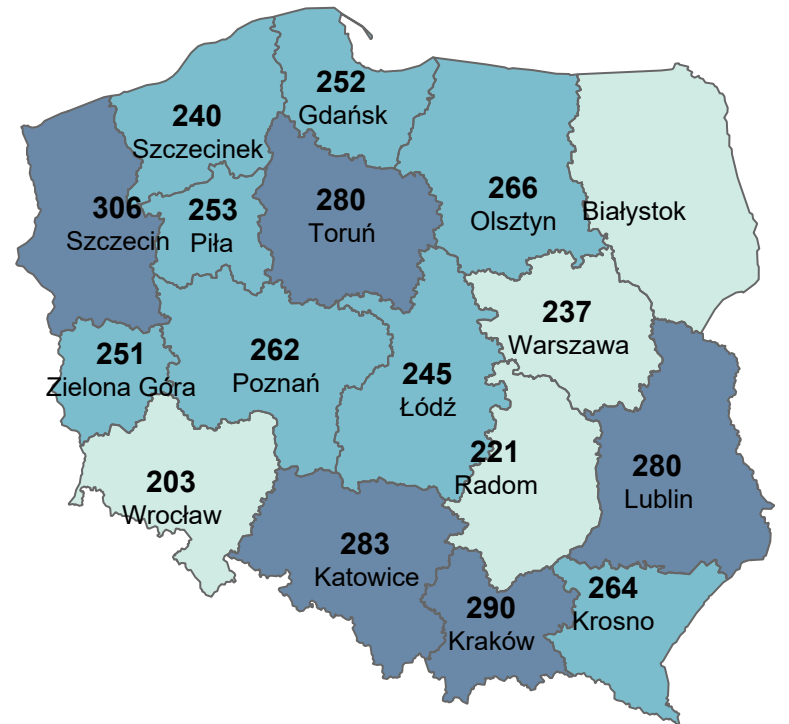 252
Gdańsk
240
Szczecinek
306
Szczecin
253
Piła
280
Toruń
266
Olsztyn
Białystok
237
Warszawa
251
Zielona Góra
262
Poznań
245
Łódź
221
Radom
280
Lublin
203
Wrocław
283
Katowice
290
Kraków
264
Krosno